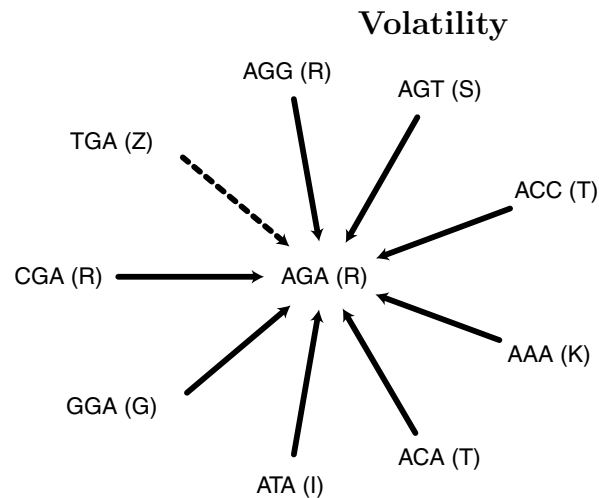 Volatility
AGG (R)
AGT (S)
TGA (Z)
ACC (T)
CGA (R)
AGA (R)
AAA (K)
GGA (G)
ACA (T)
ATA (I)